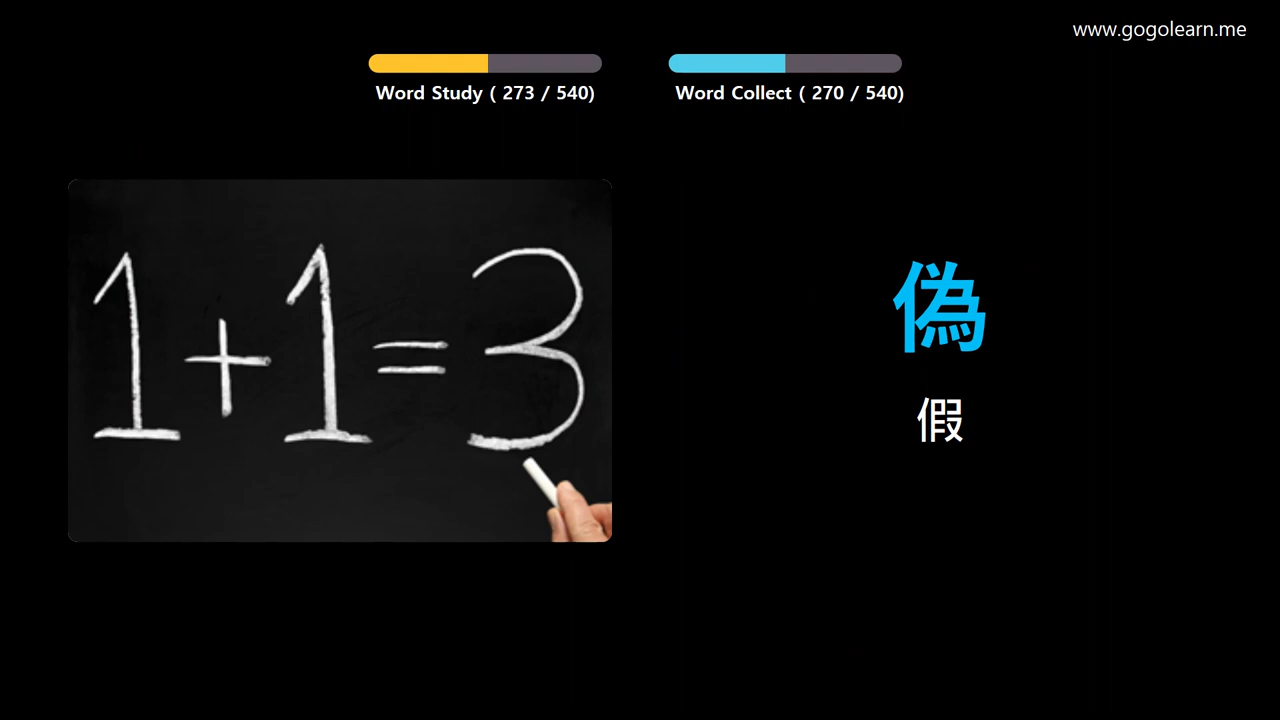 www.gogolearn.me
Word Study ( 273 / 540)
Word Collect ( 270 / 540)
1+1=3
偽
假